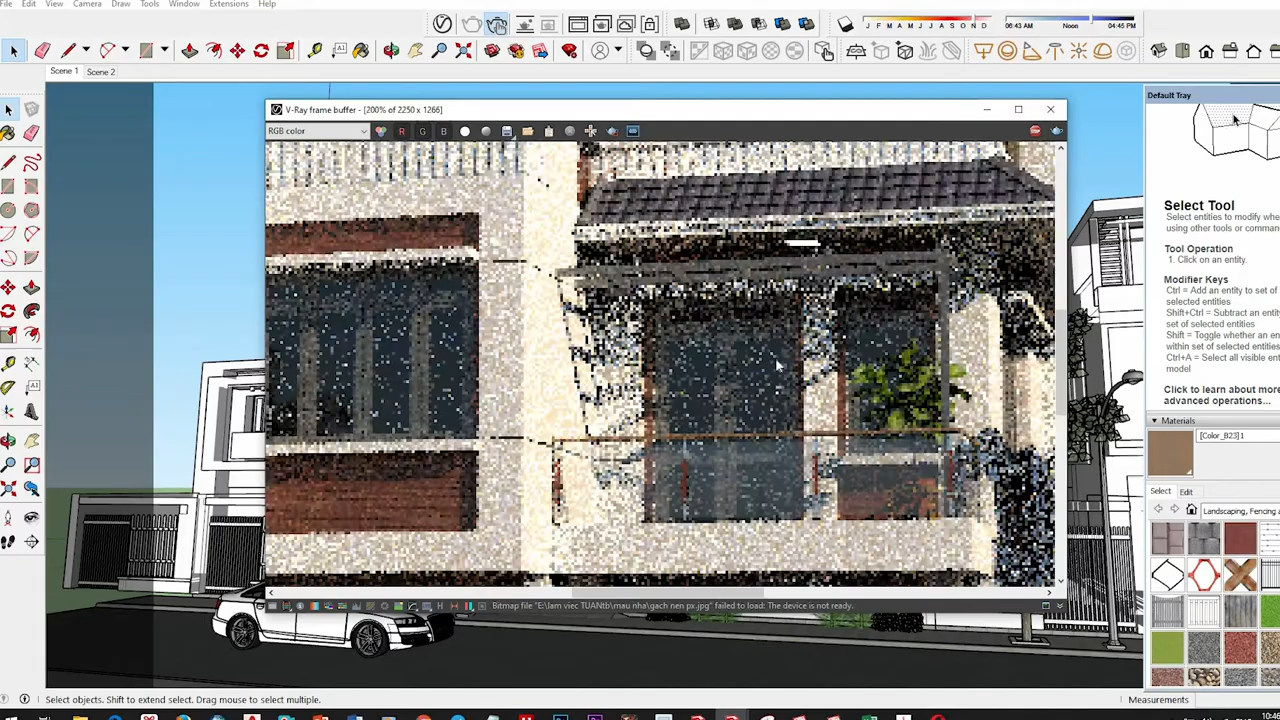 File Edit View Camera Draw Tools Window Extensions Help
J F M A M J J A S O N D
06:43 AM Noon 04:45 PM
Scene 1 Scene 2
Default Tray
V-Ray frame buffer - [200% of 2250 x 1266]
RGB color
R G B
Select Tool
Select entities to modify whe
using other tools or comman
Tool Operation
1. Click on an entity.
Modifier Keys
Ctrl = Add an entity to set of
selected entities
Shift+Ctrl = Subtract an entity
set of selected entities
Shift = Toggle whether an en
within set of selected entities
Ctrl+A = Select all visible en
model
Click to learn about more
advanced operations...
Materials
[Color_B23]1
Select Edit
Landscaping, Fencing a
Bitmap file "E:\lam viec TUANtb\mau nha\gach nen px.jpg" failed to load: The device is not ready.
Select objects. Shift to extend select. Drag mouse to select multiple.
Measurements
10:46